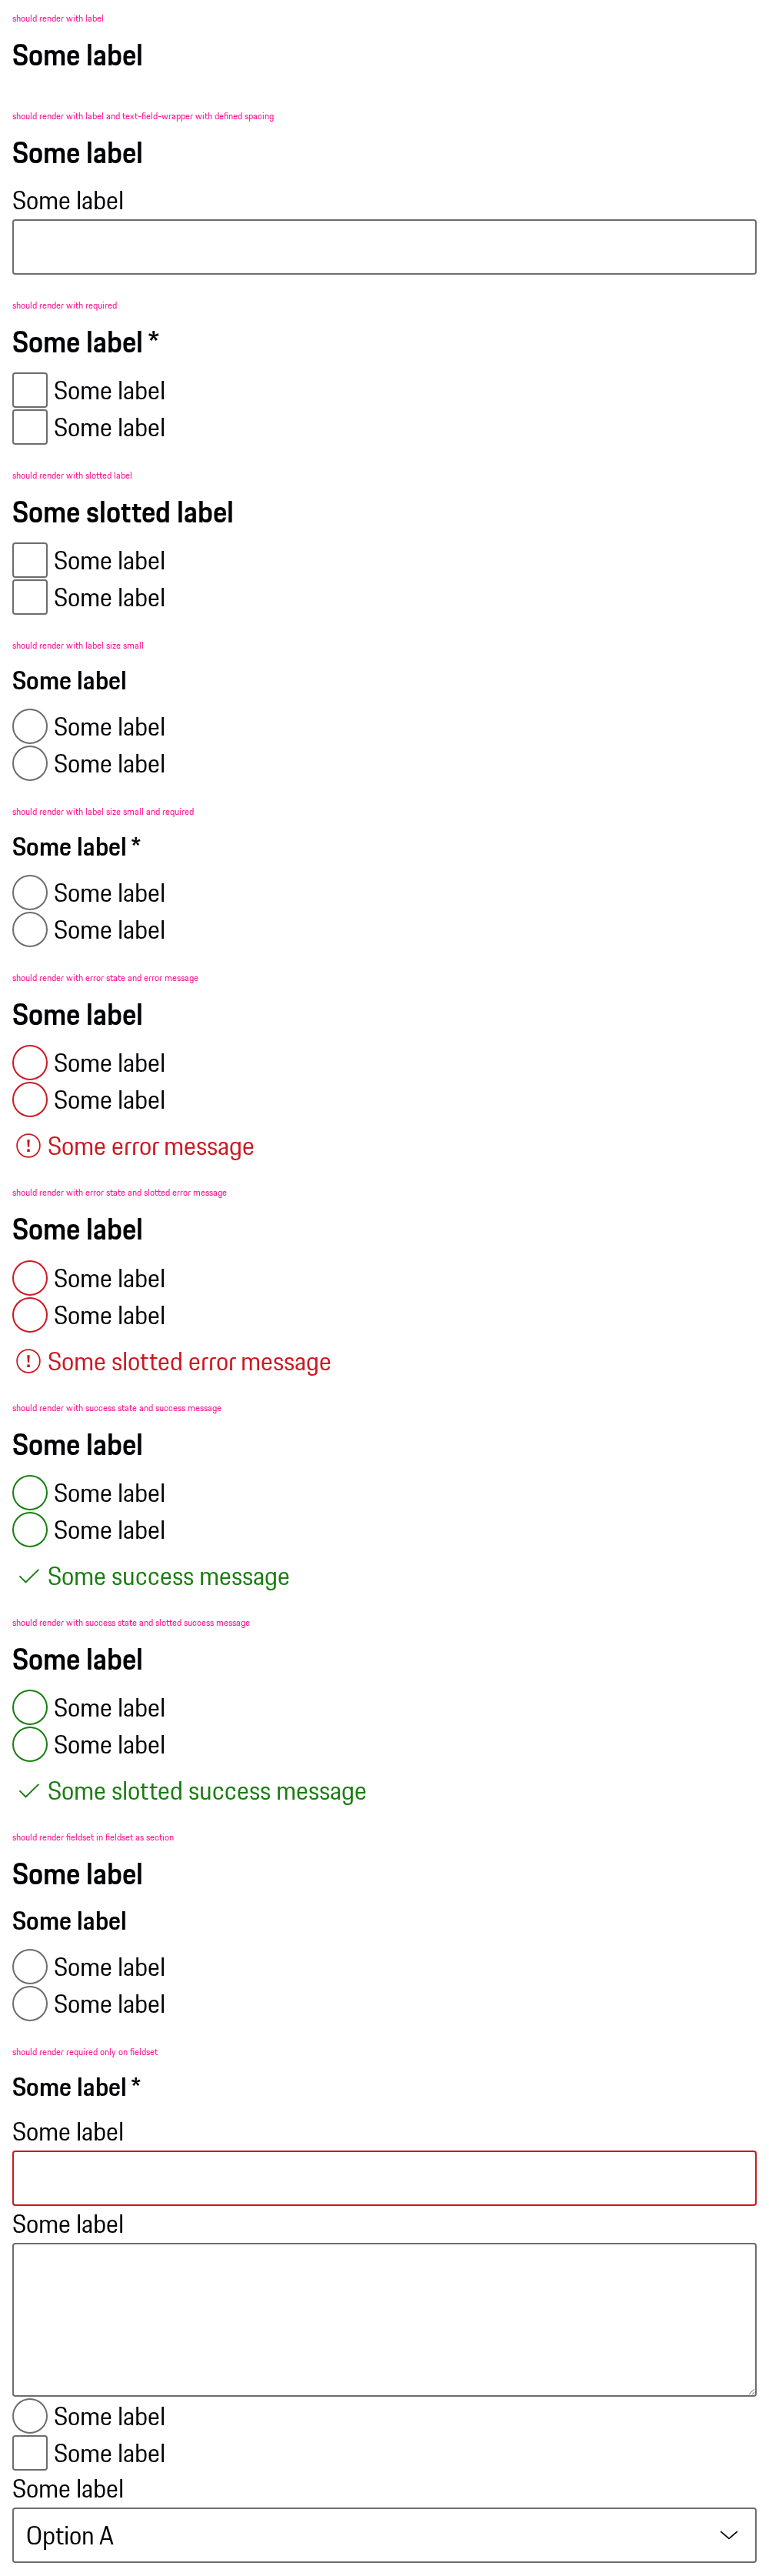 should render with label
Some label
should render with label and text-field-wrapper with defined spacing
Some label
Some label
should render with required
Some label *
Some label
Some label
should render with slotted label
Some slotted label
Some label
Some label
should render with label size small
Some label
Some label
Some label
should render with label size small and required
Some label *
Some label
Some label
should render with error state and error message
Some label
Some label
Some label
Some error message
should render with error state and slotted error message
Some label
Some label
Some label
Some slotted error message
should render with success state and success message
Some label
Some label
Some label
Some success message
should render with success state and slotted success message
Some label
Some label
Some label
Some slotted success message
should render fieldset in fieldset as section
Some label
Some label
Some label
Some label
should render required only on fieldset
Some label *
Some label
Some label
Some label
Some label
Some label
Option A